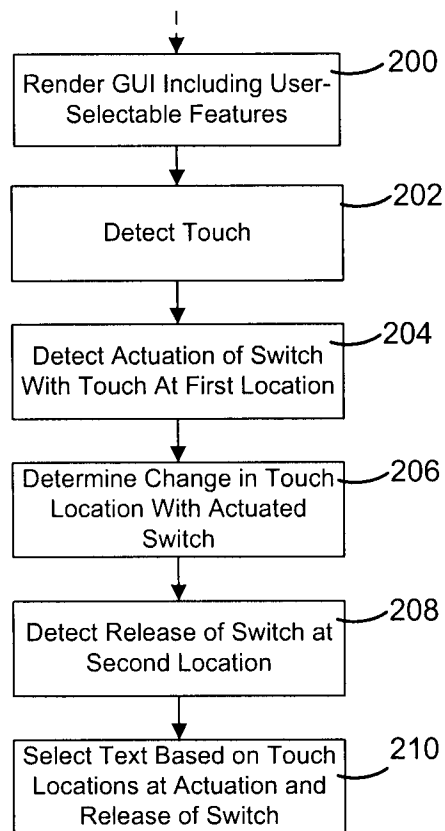 Render GUI Including User-
Selectable Features
200
Detect Touch
202
Detect Actuation of Switch
With Touch At First Location
204
Determine Change in Touch
Location With Actuated
Switch
206
Detect Release of Switch at
Second Location
208
Select Text Based on Touch
Locations at Actuation and
Release of Switch
210